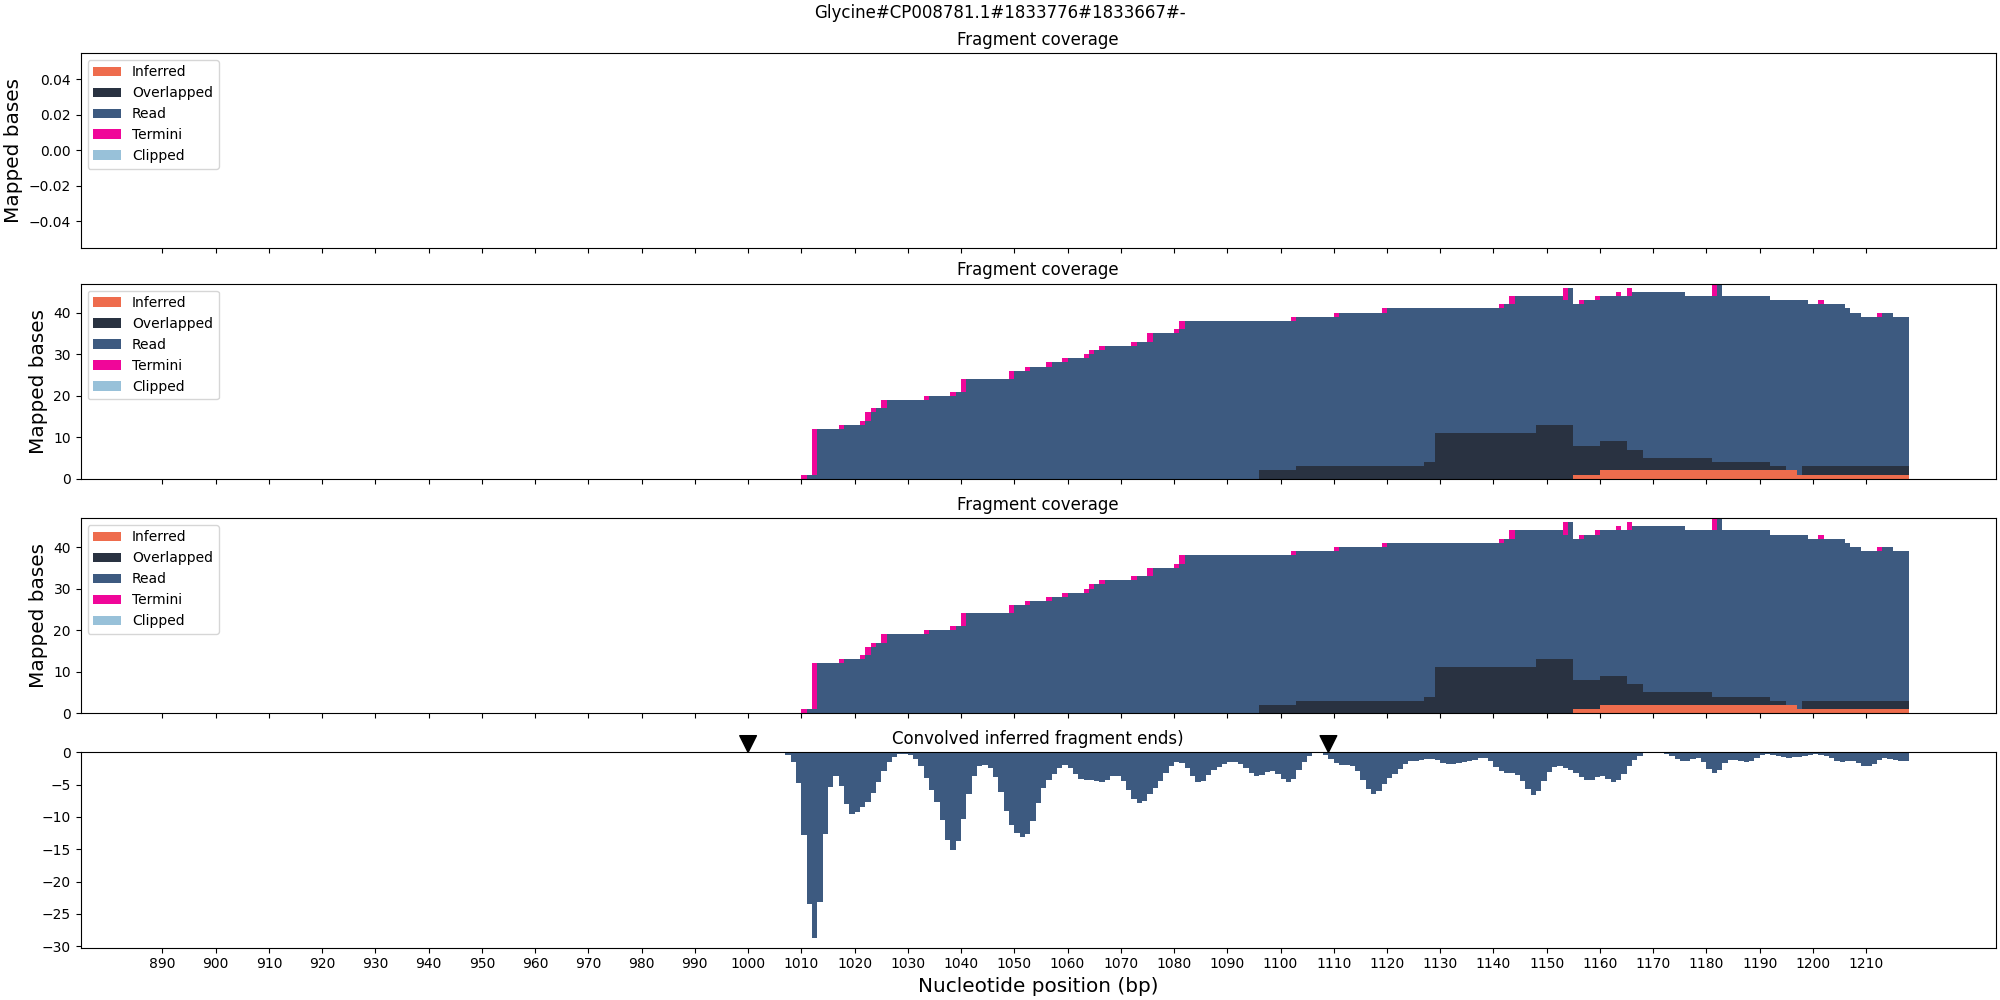 Glycine#CP008781.1#1833776#1833667#-
Fragment coverage
Mapped bases
0.04
0.02
0.00
−0.02
−0.04
Inferred
Overlapped
Read
Termini
Clipped
Fragment coverage
Mapped bases
40
30
20
10
0
Inferred
Overlapped
Read
Termini
Clipped
Fragment coverage
Mapped bases
40
30
20
10
0
Inferred
Overlapped
Read
Termini
Clipped
Convolved inferred fragment ends)
0
−5
−10
−15
−20
−25
−30
890 900 910 920 930 940 950 960 970 980 990 1000 1010 1020 1030 1040 1050 1060 1070 1080 1090 1100 1110 1120 1130 1140 1150 1160 1170 1180 1190 1200 1210
Nucleotide position (bp)